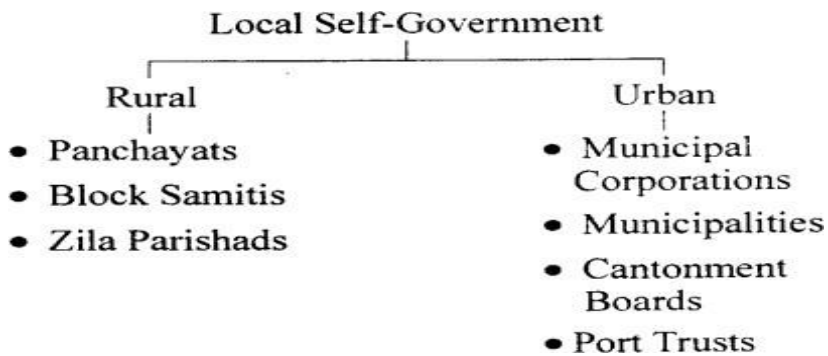 Local Self-Government
Rural
• Panchayats
• Block Samitis
• Zila Parishads
Urban
• Municipal
Corporations
• Municipalities
• Cantonment
Boards
• Port Trusts